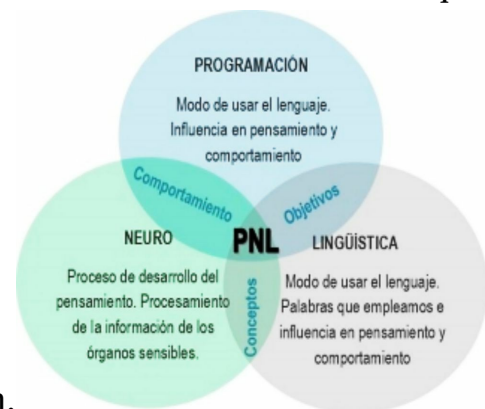 PROGRAMACIÓN
Modo de usar el lenguaje.
Influencia en pensamiento y
comportamiento
Comportamiento
Objetivos
PNL
NEURO
Proceso de desarrollo del
pensamiento. Procesamiento
de la información de los
órganos sensibles.
Conceptos
LINGÜÍSTICA
Modo de usar el lenguaje.
Palabras que empleamos e
influencia en pensamiento y
comportamiento